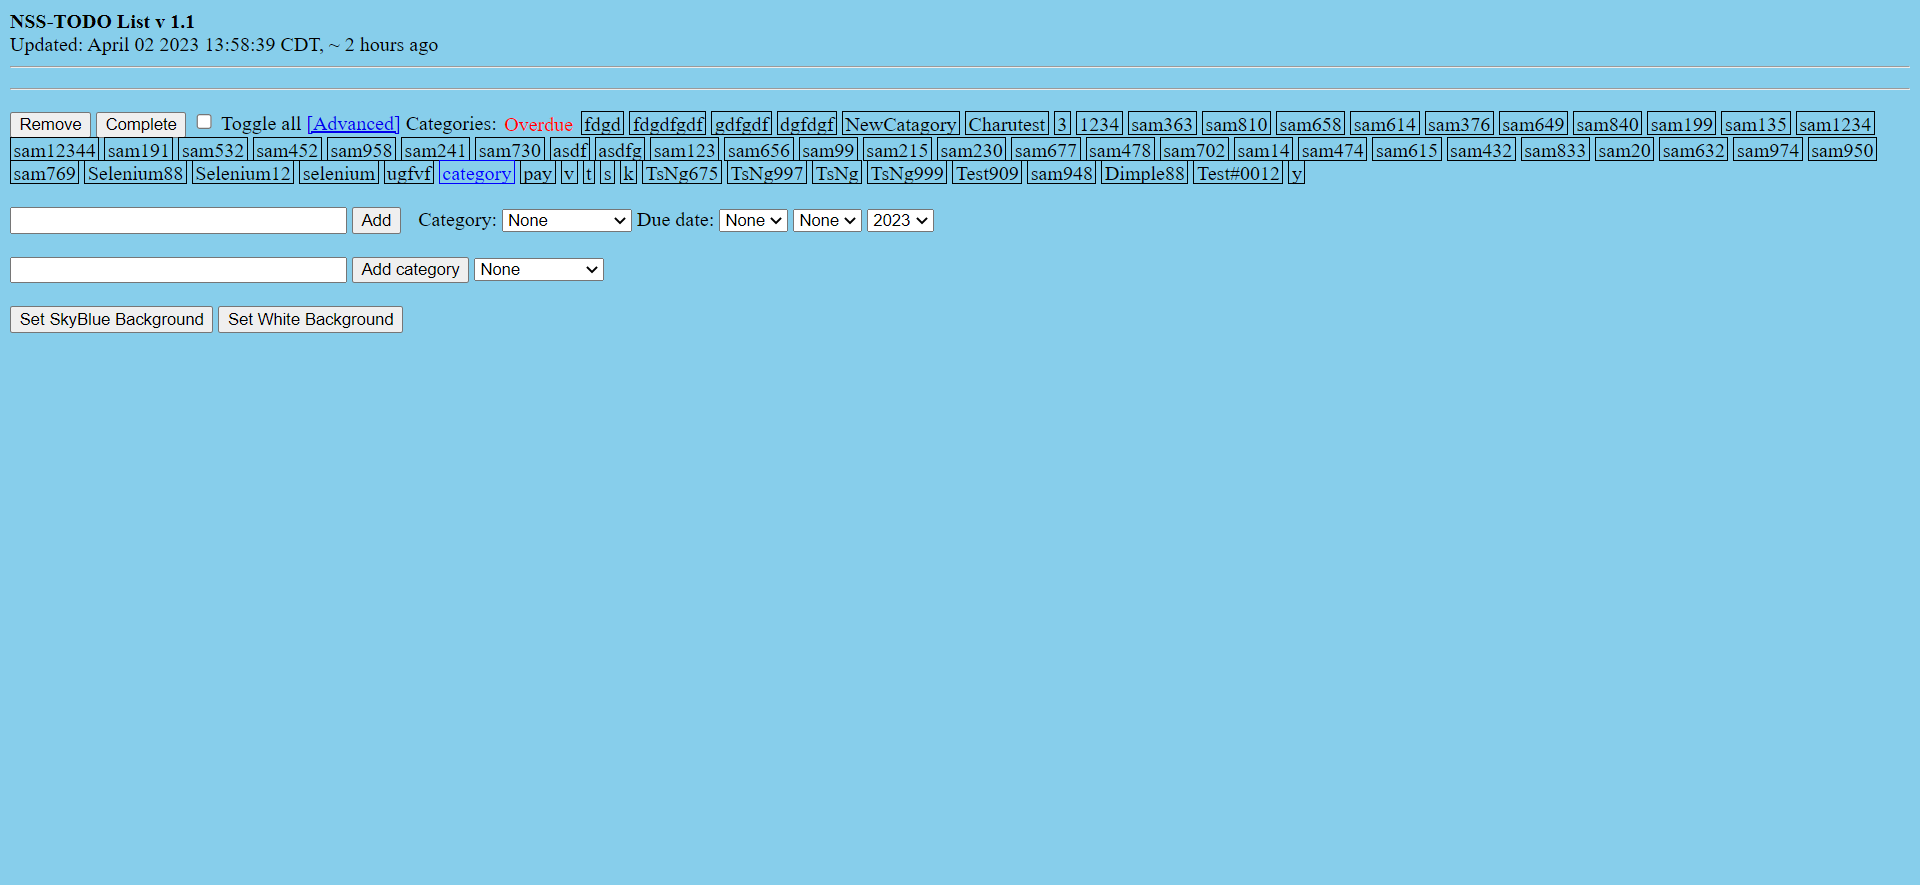 NSS-TODO List v 1.1
Updated: April 02 2023 13:58:39 CDT, ~ 2 hours ago
Remove Complete Toggle all [Advanced] Categories: Overdue fdgd fdgdfgdf gdfgdf dgfdgf NewCatagory Charutest 3 1234 sam363 sam810 sam658 sam614 sam376 sam649 sam840 sam199 sam135 sam1234
sam12344 sam191 sam532 sam452 sam958 sam241 sam730 asdf asdfg sam123 sam656 sam99 sam215 sam230 sam677 sam478 sam702 sam14 sam474 sam615 sam432 sam833 sam20 sam632 sam974 sam950
sam769 Selenium88 Selenium12 selenium ugfvf category pay v t s k TsNg675 TsNg997 TsNg TsNg999 Test909 sam948 Dimple88 Test#0012 y
Add Category: None Due date: None None 2023
Add category None
Set SkyBlue Background Set White Background